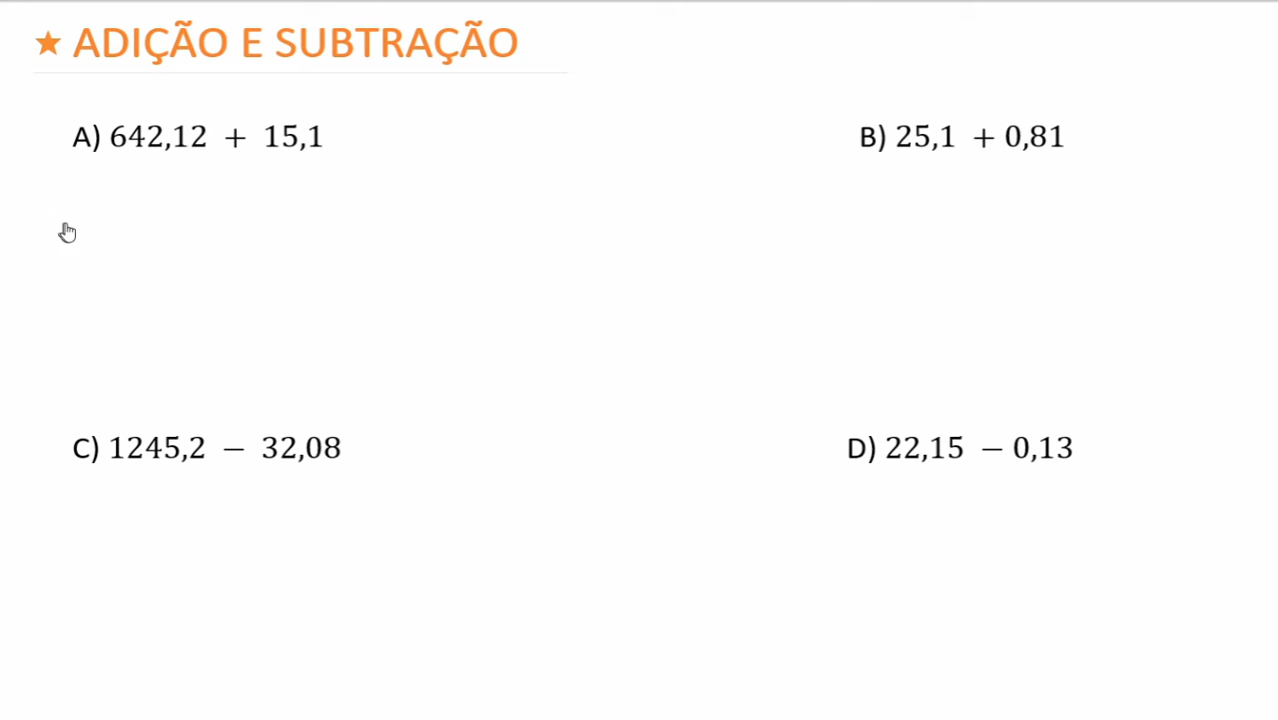 ADIÇÃO E SUBTRAÇÃO
A) 642,12 + 15,1
B) 25,1 + 0,81
C) 1245,2 − 32,08
D) 22,15 − 0,13